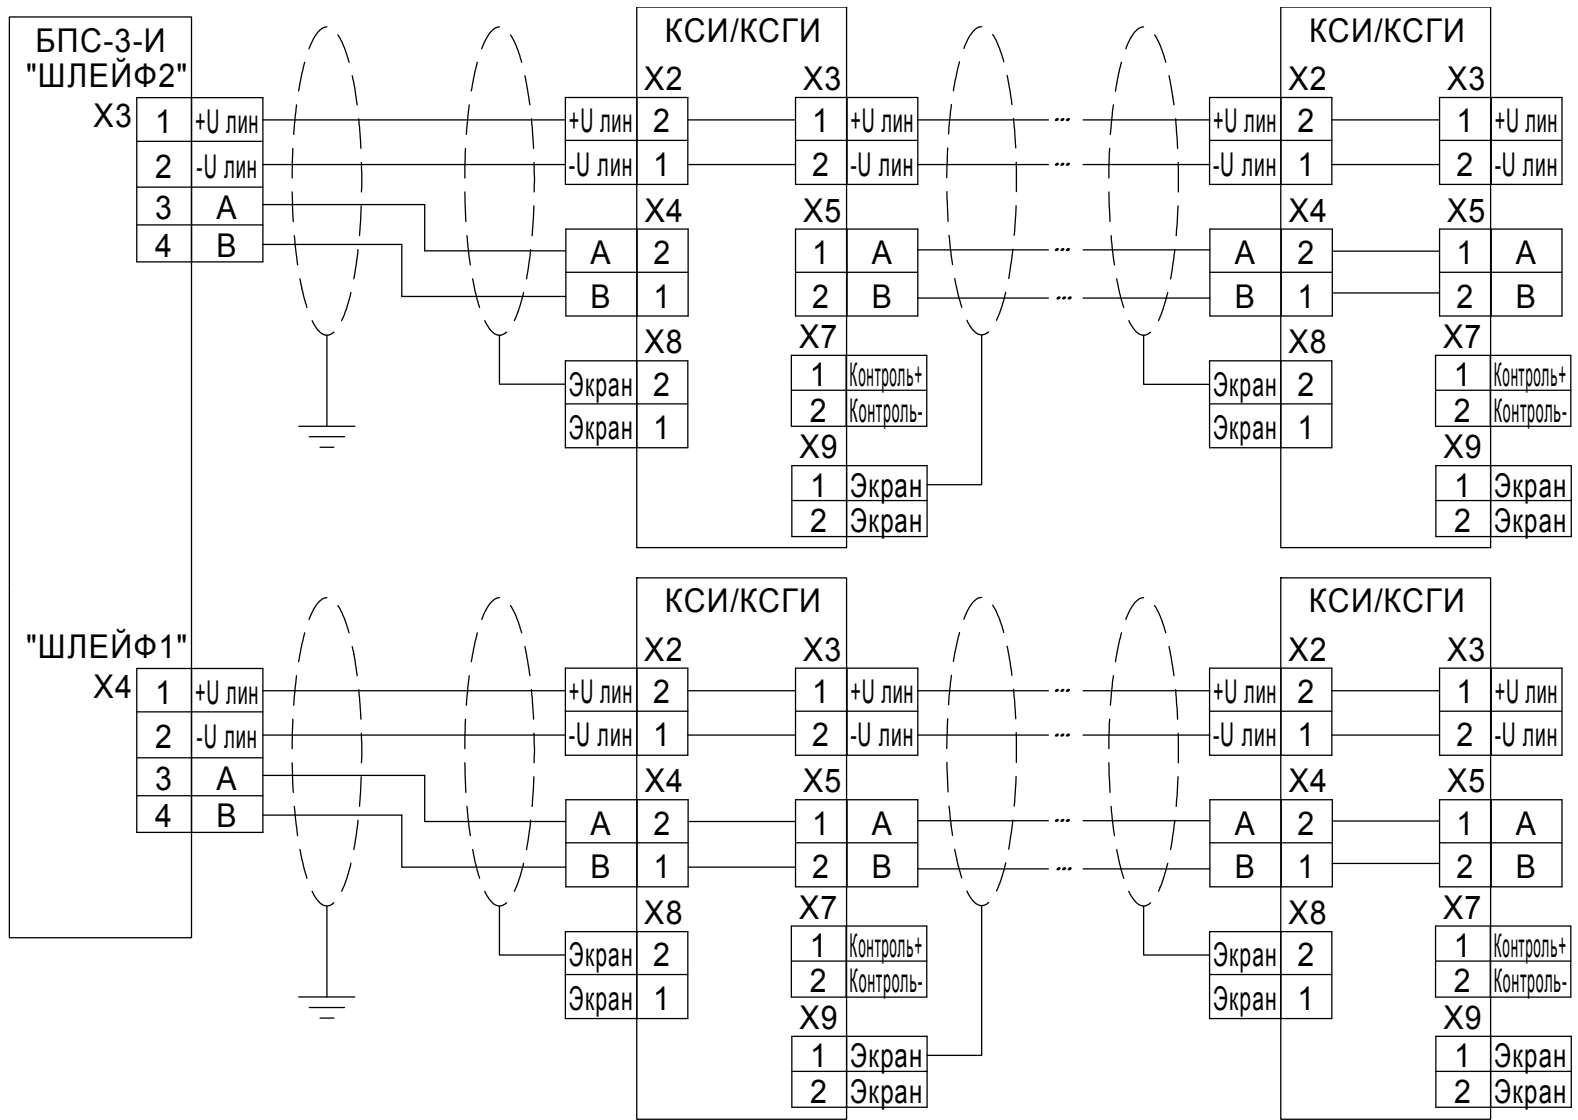 БПС-3-И
"ШЛЕЙФ2"
X3
1 +U лин
2 -U лин
3 A
4 B
КСИ/КСГИ
X2 X3
+U лин 2 1 +U лин
-U лин 1 2 -U лин
X4 X5
A 2 1 A
B 1 2 B
X8 X7
Экран 2 1 Контроль+
Экран 1 2 Контроль-
X9
1 Экран
2 Экран
...
...
...
...
КСИ/КСГИ
X2 X3
+U лин 2 1 +U лин
-U лин 1 2 -U лин
X4 X5
A 2 1 A
B 1 2 B
X8 X7
Экран 2 1 Контроль+
Экран 1 2 Контроль-
X9
1 Экран
2 Экран
"ШЛЕЙФ1"
X4
1 +U лин
2 -U лин
3 A
4 B
КСИ/КСГИ
X2 X3
+U лин 2 1 +U лин
-U лин 1 2 -U лин
X4 X5
A 2 1 A
B 1 2 B
X8 X7
Экран 2 1 Контроль+
Экран 1 2 Контроль-
X9
1 Экран
2 Экран
...
...
...
...
КСИ/КСГИ
X2 X3
+U лин 2 1 +U лин
-U лин 1 2 -U лин
X4 X5
A 2 1 A
B 1 2 B
X8 X7
Экран 2 1 Контроль+
Экран 1 2 Контроль-
X9
1 Экран
2 Экран